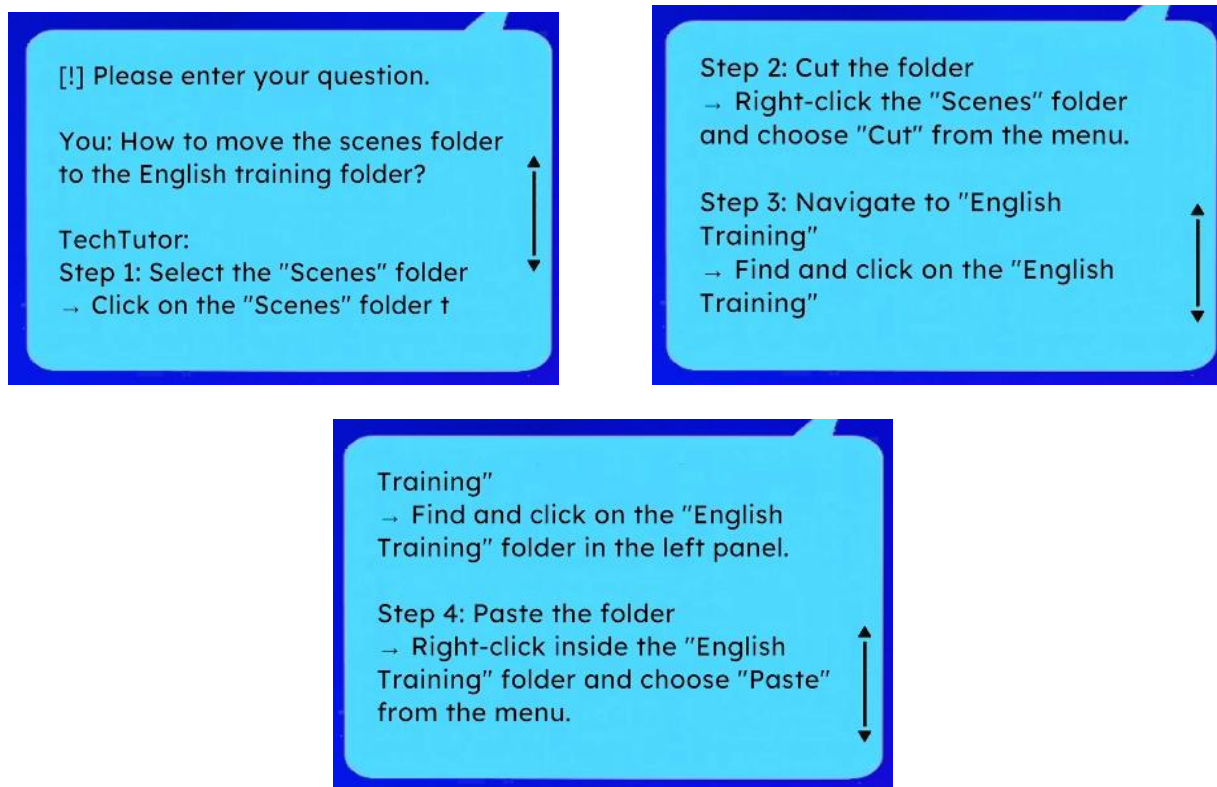 [!] Please enter your question.
You: How to move the scenes folder
to the English training folder?
TechTutor:
Step 1: Select the "Scenes" folder
→ Click on the "Scenes" folder t
Step 2: Cut the folder
→ Right-click the "Scenes" folder
and choose "Cut" from the menu.
Step 3: Navigate to "English
Training"
→ Find and click on the "English
Training"
Training"
→ Find and click on the "English
Training" folder in the left panel.
Step 4: Paste the folder
→ Right-click inside the "English
Training" folder and choose "Paste"
from the menu.